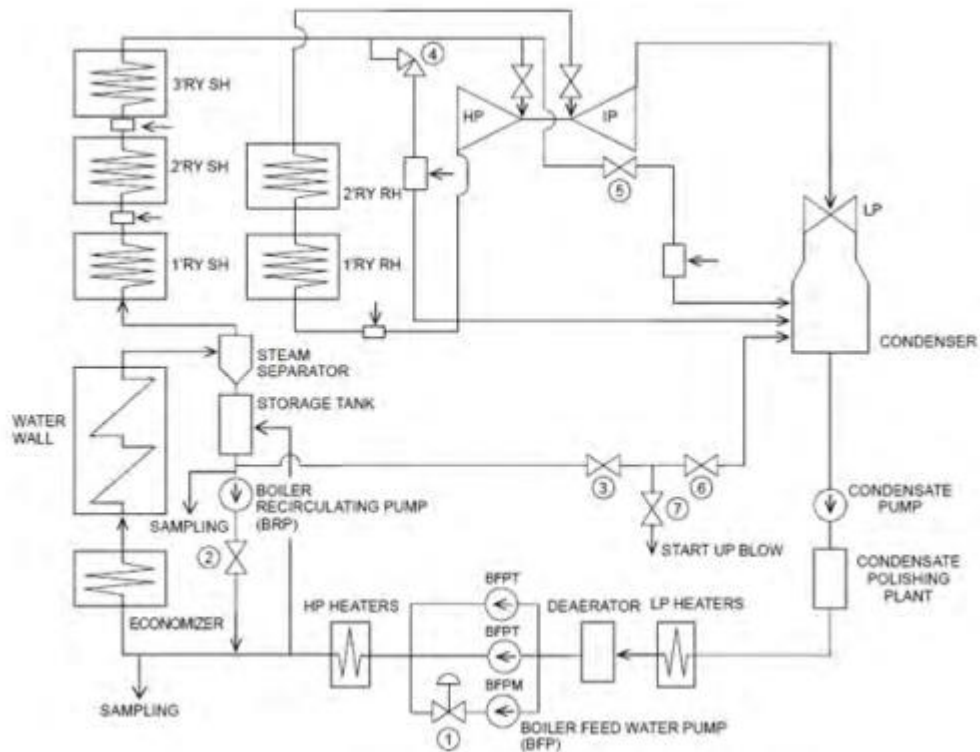 ④
3'RY SH
HP
IP
2'RY SH
2'RY RH
⑤
LP
1'RY SH
1'RY RH
CONDENSER
STEAM
SEPARATOR
STORAGE TANK
WATER
WALL
③
⑥
⑦
BOILER
RECIRCULATING PUMP
(BRP)
SAMPLING
②
START UP BLOW
CONDENSATE
PUMP
CONDENSATE
POLISHING
PLANT
ECONOMIZER
HP HEATERS
BFPT
DEAERATOR
LP HEATERS
BFPT
BFPM
BOILER FEED WATER PUMP
(BFP)
①
SAMPLING